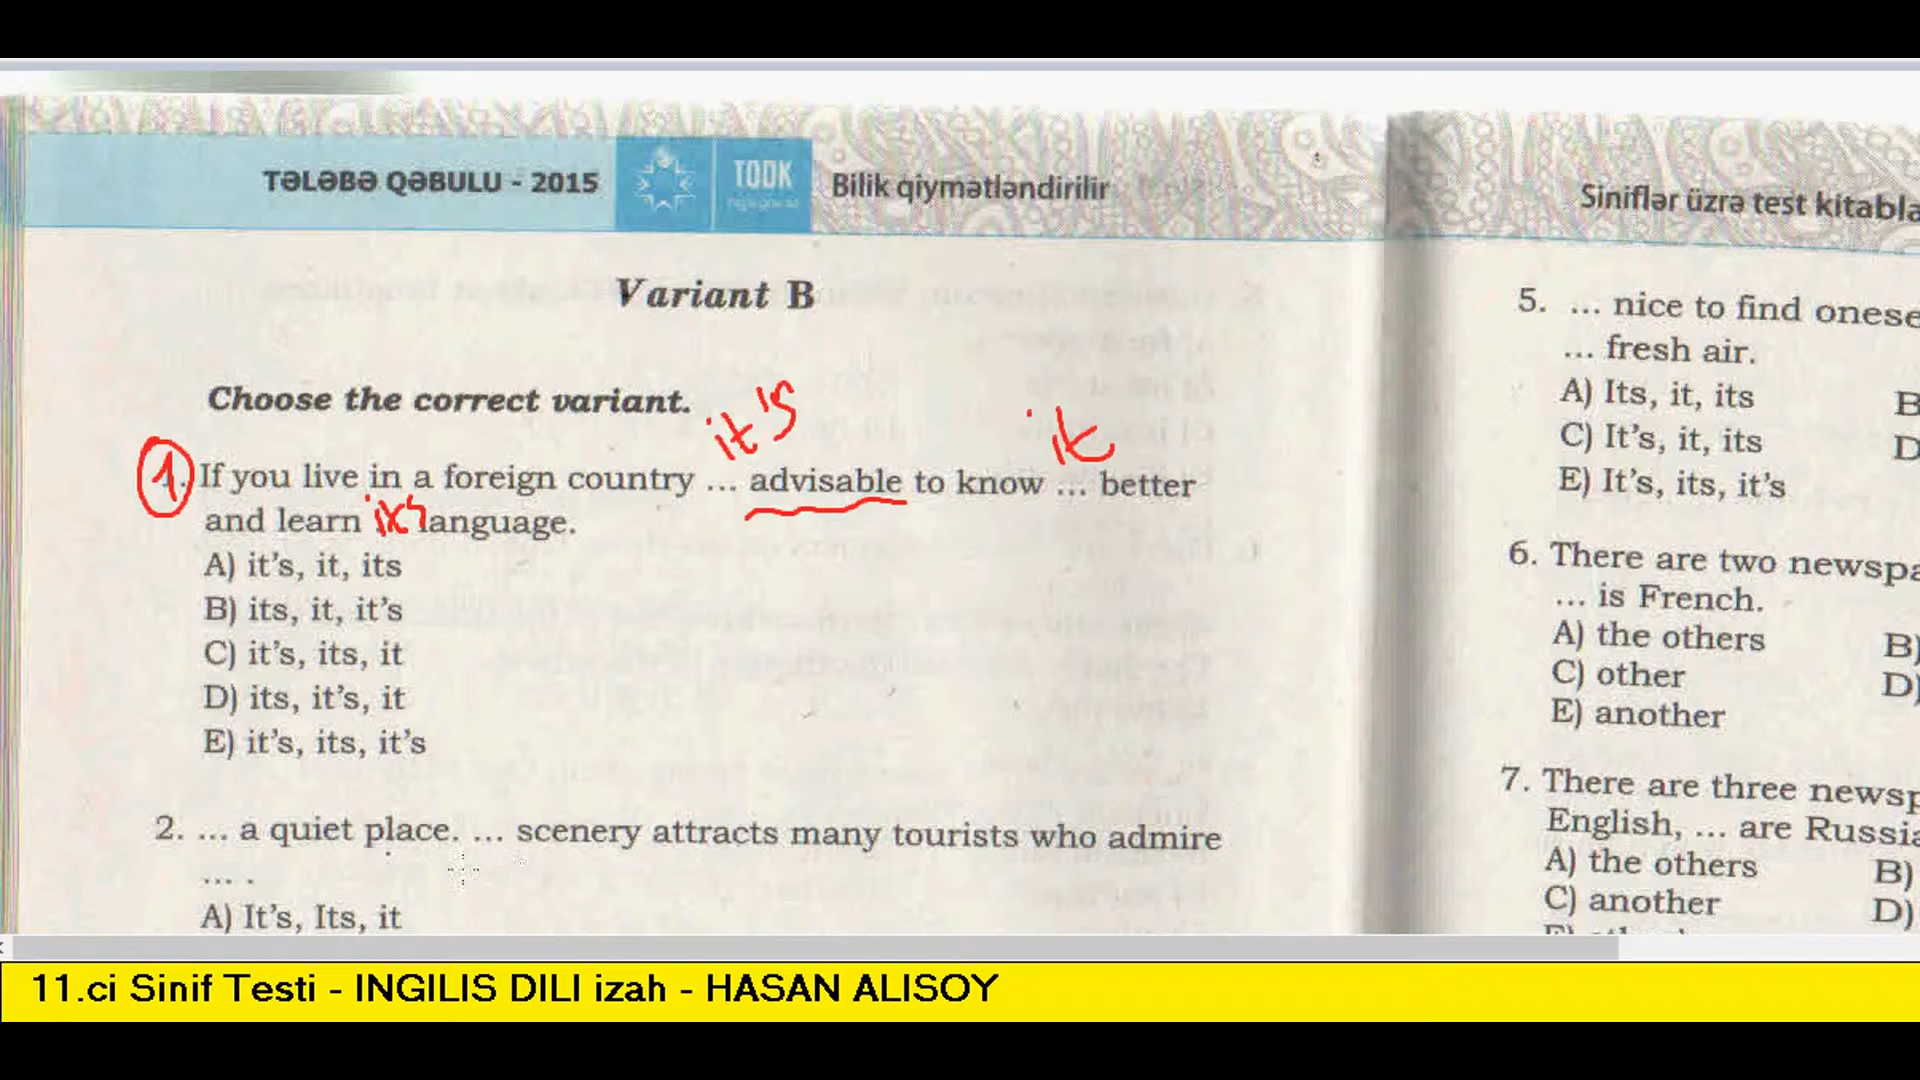 TƏLƏBƏ QƏBULU - 2015
TQDK
Bilik qiymətləndirilir
Siniflər üzrə test kitabla
Variant B
Choose the correct variant.
it's it
1. If you live in a foreign country ... advisable to know ... better
and learn its language.
A) it's, it, its
B) its, it, it's
C) it's, its, it
D) its, it's, it
E) it's, its, it's
2. ... a quiet place. ... scenery attracts many tourists who admire
... .
A) It's, Its, it
5. ... nice to find onese
... fresh air.
A) Its, it, its B
C) It's, it, its D
E) It's, its, it's
6. There are two newspa
... is French.
A) the others B)
C) other D)
E) another
7. There are three newsp
English, ... are Russia
A) the others B)
C) another D)
11.ci Sinif Testi - INGILIS DILI izah - HASAN ALISOY